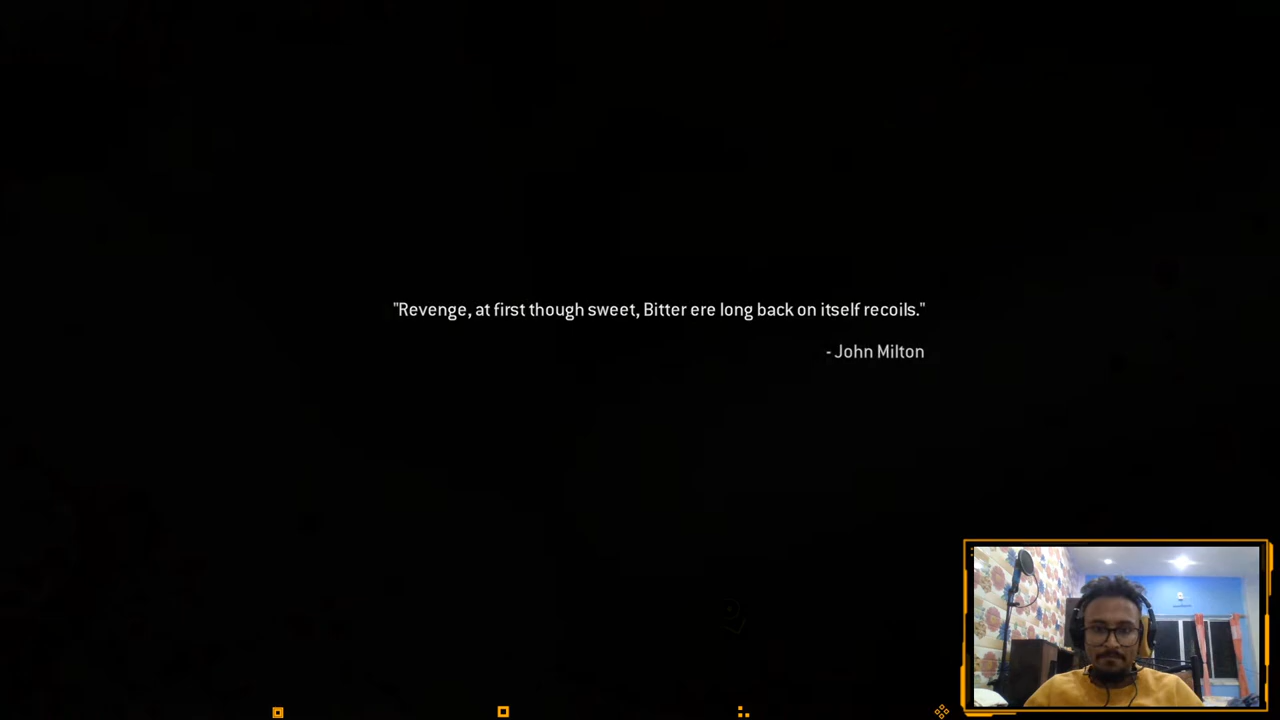 "Revenge, at first though sweet, Bitter ere long back on itself recoils."
- John Milton